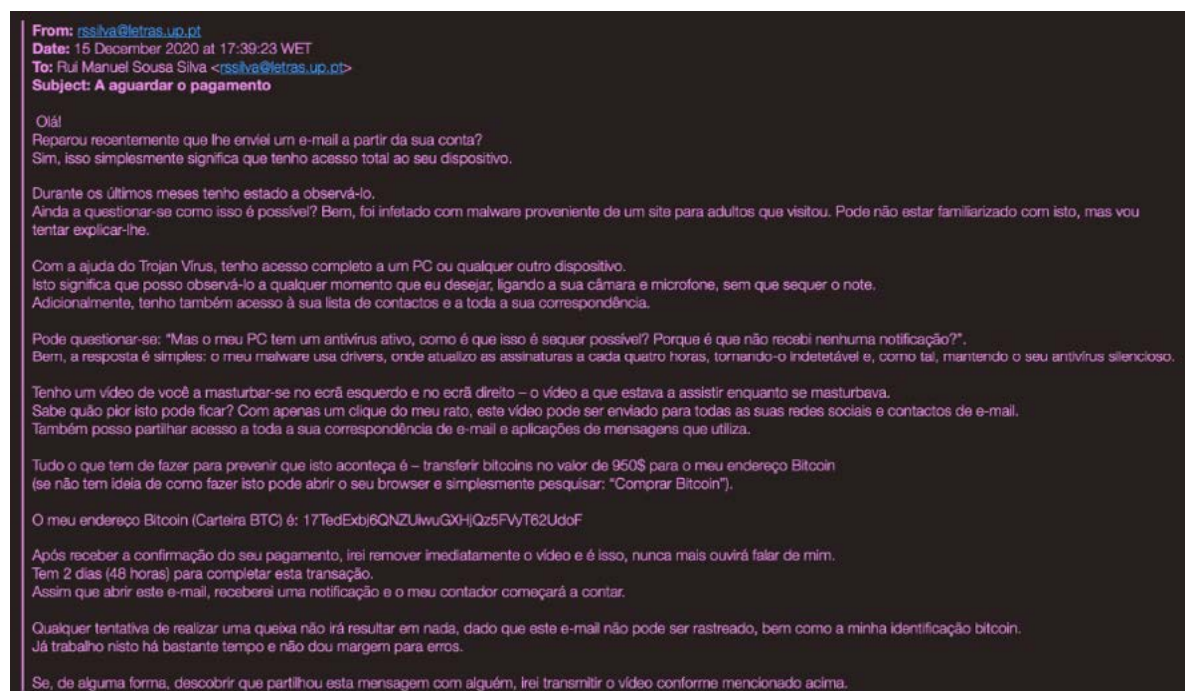 From: rssilva@letras.up.pt
Date: 15 December 2020 at 17:39:23 WET
To: Rui Manuel Sousa Silva <rssilva@letras.up.pt>
Subject: A aguardar o pagamento
Olá!
Reparou recentemente que lhe enviei um e-mail a partir da sua conta?
Sim, isso simplesmente significa que tenho acesso total ao seu dispositivo.
Durante os últimos meses tenho estado a observá-lo.
Ainda a questionar-se como isso é possível? Bem, foi infetado com malware proveniente de um site para adultos que visitou. Pode não estar familiarizado com isto, mas vou
tentar explicar-lhe.
Com a ajuda do Trojan Vírus, tenho acesso completo a um PC ou qualquer outro dispositivo.
Isto significa que posso observá-lo a qualquer momento que eu desejar, ligando a sua câmara e microfone, sem que sequer o note.
Adicionalmente, tenho também acesso à sua lista de contactos e a toda a sua correspondência.
Pode questionar-se: “Mas o meu PC tem um antivírus ativo, como é que isso é sequer possível? Porque é que não recebi nenhuma notificação?”.
Bem, a resposta é simples: o meu malware usa drivers, onde atualizo as assinaturas a cada quatro horas, tornando-o indetetável e, como tal, mantendo o seu antivírus silencioso.
Tenho um vídeo de você a masturbar-se no ecrã esquerdo e no ecrã direito – o vídeo a que estava a assistir enquanto se masturbava.
Sabe quão pior isto pode ficar? Com apenas um clique do meu rato, este vídeo pode ser enviado para todas as suas redes sociais e contactos de e-mail.
Também posso partilhar acesso a toda a sua correspondência de e-mail e aplicações de mensagens que utiliza.
Tudo o que tem de fazer para prevenir que isto aconteça é – transferir bitcoins no valor de 950$ para o meu endereço Bitcoin
(se não tem ideia de como fazer isto pode abrir o seu browser e simplesmente pesquisar: “Comprar Bitcoin”).
O meu endereço Bitcoin (Carteira BTC) é:
Após receber a confirmação do seu pagamento, irei remover imediatamente o vídeo e é isso, nunca mais ouvirá falar de mim.
Tem 2 dias (48 horas) para completar esta transação.
Assim que abrir este e-mail, receberei uma notificação e o meu contador começará a contar.
Qualquer tentativa de realizar uma queixa não irá resultar em nada, dado que este e-mail não pode ser rastreado, bem como a minha identificação bitcoin.
Já trabalho nisto há bastante tempo e não dou margem para erros.
Se, de alguma forma, descobrir que partilhou esta mensagem com alguém, irei transmitir o vídeo conforme mencionado acima.